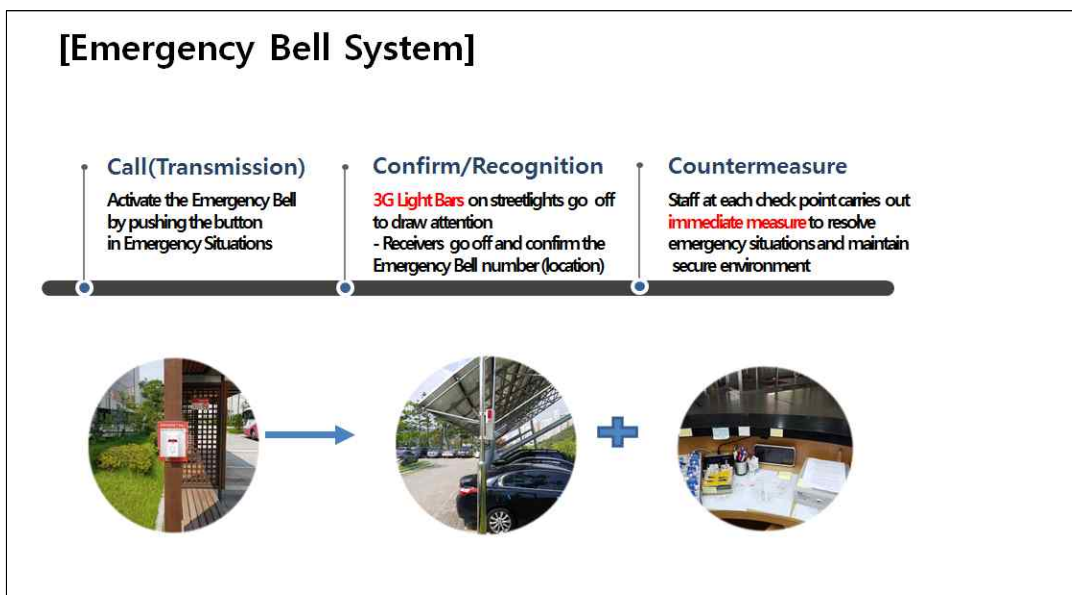 [Emergency Bell System]
Call(Transmission)
Activate the Emergency Bell
by pushing the button
in Emergency Situations
Confirm/Recognition
3G Light Bars on streetlights go off
to draw attention
- Receivers go off and confirm the
Emergency Bell number (location)
Countermeasure
Staff at each check point carries out
immediate measure to resolve
emergency situations and maintain
secure environment